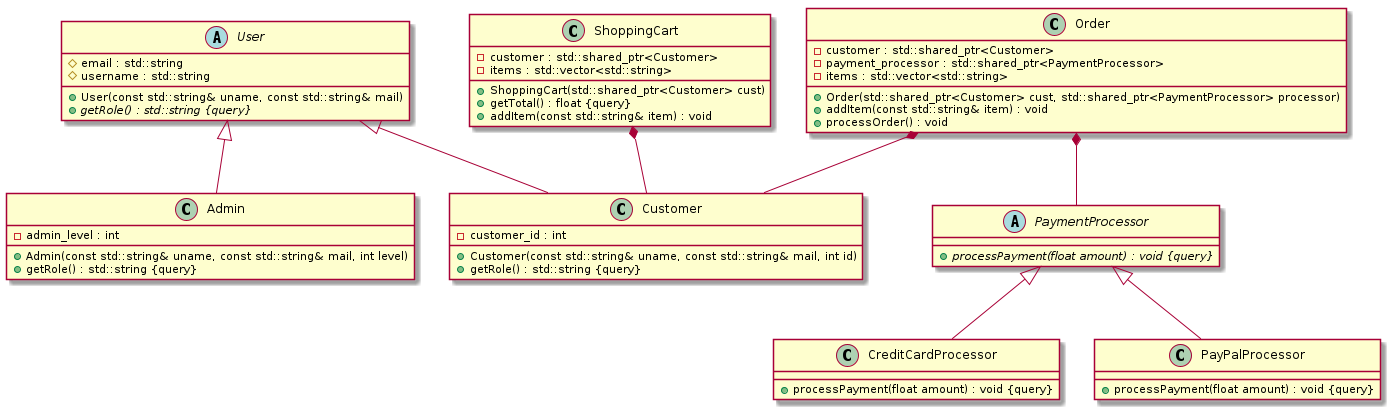 A User
email : std::string
username : std::string
User(const std::string& uname, const std::string& mail)
getRole() : std::string {query}
C ShoppingCart
customer : std::shared_ptr<Customer>
items : std::vector<std::string>
ShoppingCart(std::shared_ptr<Customer> cust)
getTotal() : float {query}
addItem(const std::string& item) : void
C Order
customer : std::shared_ptr<Customer>
payment_processor : std::shared_ptr<PaymentProcessor>
items : std::vector<std::string>
Order(std::shared_ptr<Customer> cust, std::shared_ptr<PaymentProcessor> processor)
addItem(const std::string& item) : void
processOrder() : void
C Admin
admin_level : int
Admin(const std::string& uname, const std::string& mail, int level)
getRole() : std::string {query}
C Customer
customer_id : int
Customer(const std::string& uname, const std::string& mail, int id)
getRole() : std::string {query}
A PaymentProcessor
processPayment(float amount) : void {query}
C CreditCardProcessor
processPayment(float amount) : void {query}
C PayPalProcessor
processPayment(float amount) : void {query}